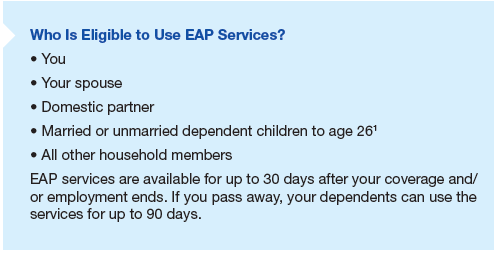 Who Is Eligible to Use EAP Services?
• You
• Your spouse
• Domestic partner
• Married or unmarried dependent children to age 26¹
• All other household members
EAP services are available for up to 30 days after your coverage and/
or employment ends. If you pass away, your dependents can use the
services for up to 90 days.